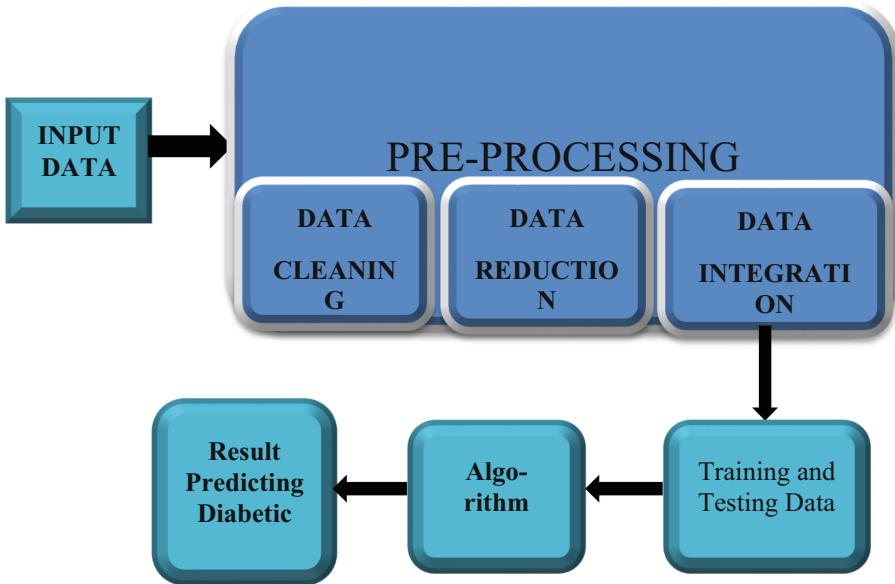 INPUT
DATA
PRE-PROCESSING
DATA
CLEANIN
G
DATA
REDUCTIO
N
DATA
INTEGRATI
ON
Training and
Testing Data
Algo-
rithm
Result
Predicting
Diabetic